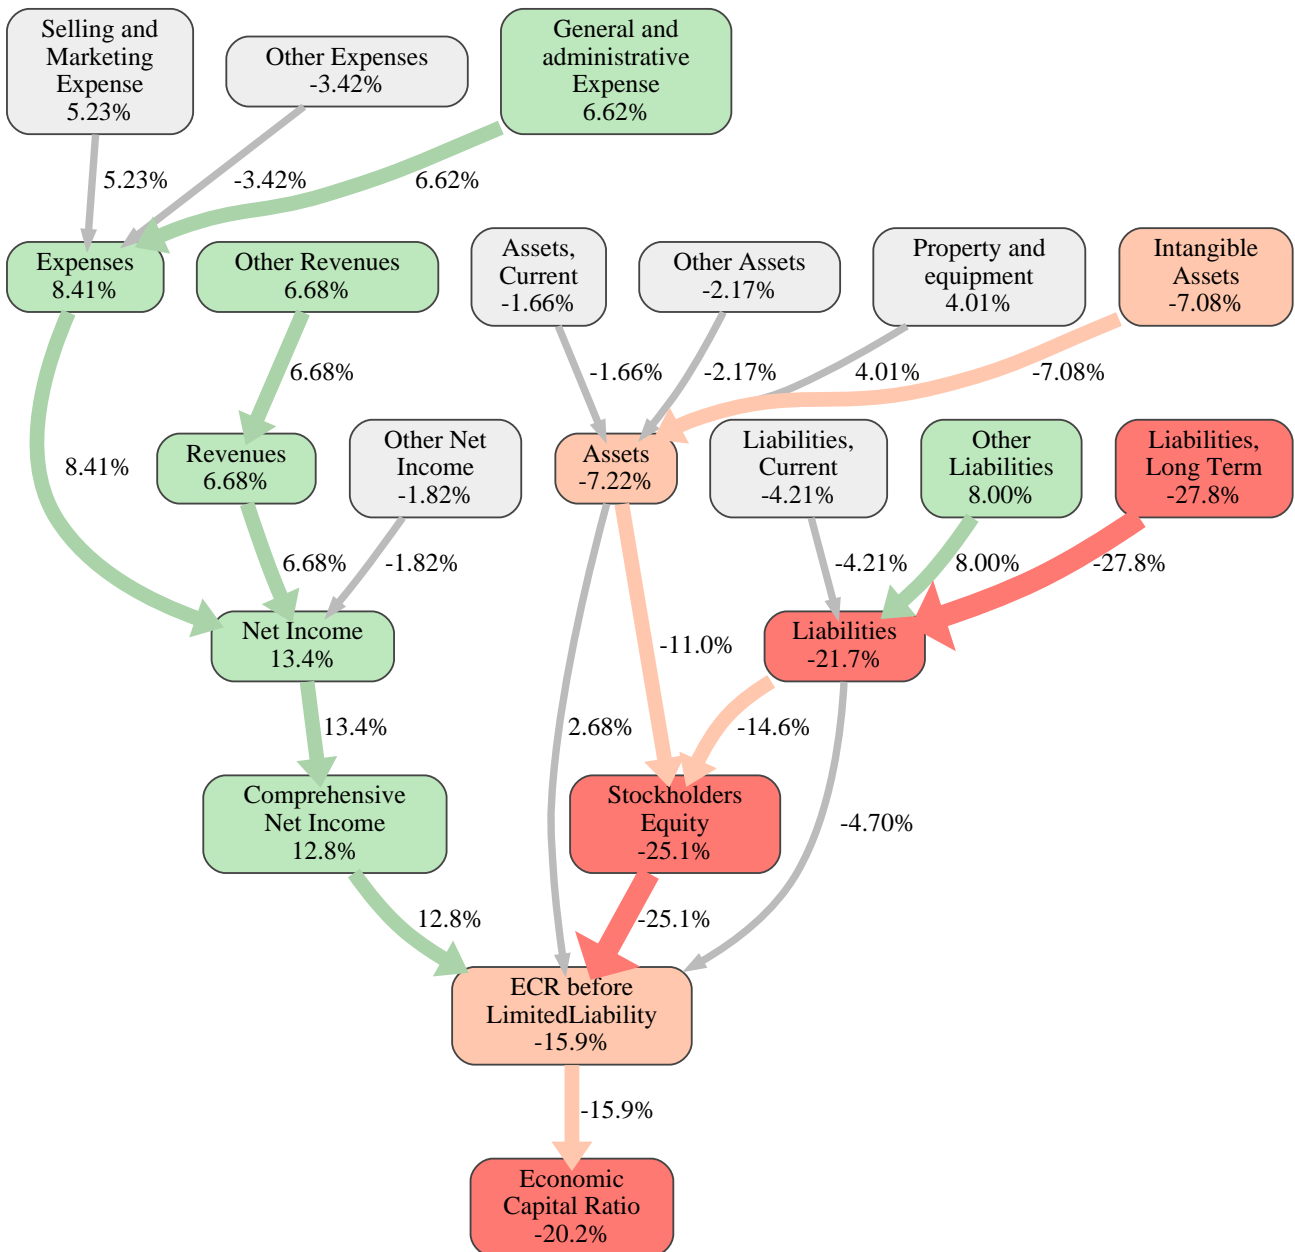 Selling and
Marketing
Expense
5.23%
Other Expenses
-3.42%
General and
administrative
Expense
6.62%
5.23%
-3.42%
6.62%
Expenses
8.41%
Other Revenues
6.68%
Assets,
Current
-1.66%
Other Assets
-2.17%
Property and
equipment
4.01%
Intangible
Assets
-7.08%
6.68%
-1.66%
-2.17%
4.01%
-7.08%
8.41%
Revenues
6.68%
Other Net
Income
-1.82%
Assets
-7.22%
Liabilities,
Current
-4.21%
Other
Liabilities
8.00%
Liabilities,
Long Term
-27.8%
6.68%
-1.82%
-4.21%
8.00%
-27.8%
Net Income
13.4%
-11.0%
Liabilities
-21.7%
13.4%
2.68%
-14.6%
Comprehensive
Net Income
12.8%
Stockholders
Equity
-25.1%
-4.70%
12.8%
-25.1%
ECR before
LimitedLiability
-15.9%
-15.9%
Economic
Capital Ratio
-20.2%